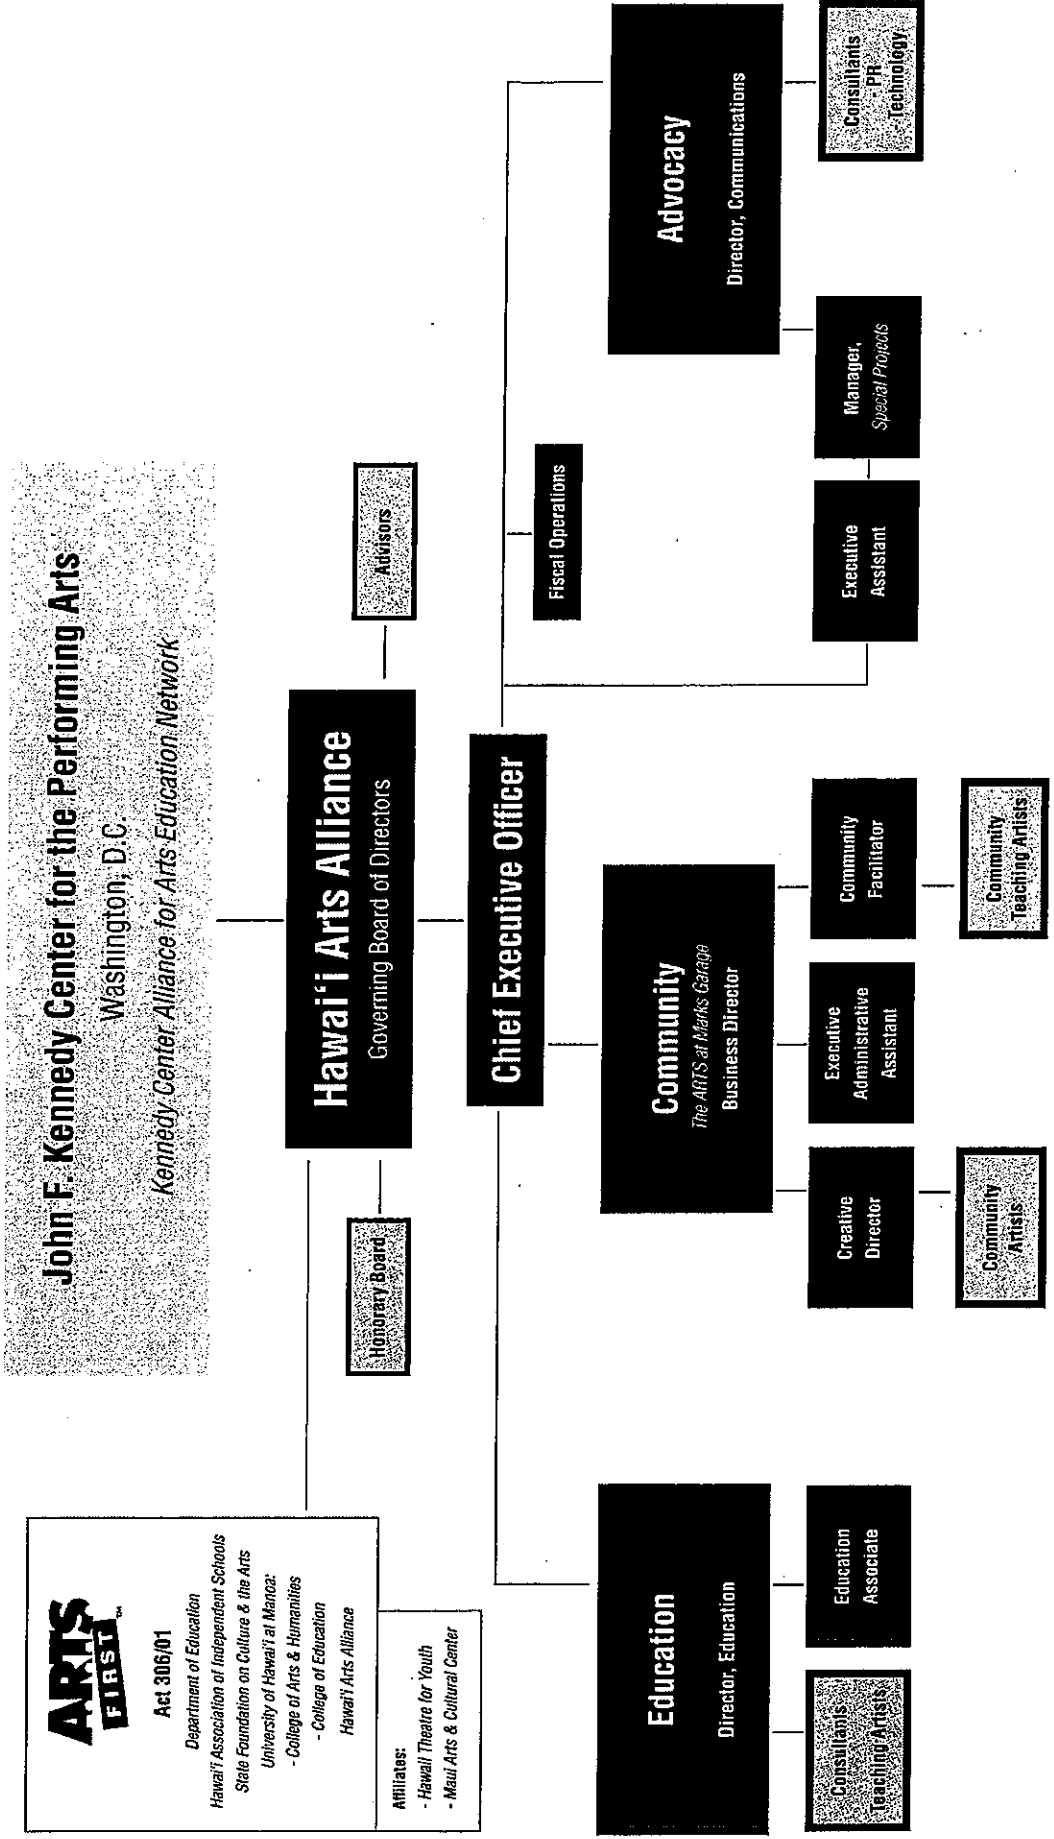 John F. Kennedy Center for the Performing Arts
Washington, D.C.
Kennedy Center Alliance for Arts Education Network
ARTS
FIRST™
Act 306/01
Department of Education
Hawai'i Association of Independent Schools
State Foundation on Culture & the Arts
University of Hawai'i at Manoa:
- College of Arts & Humanities
- College of Education
Hawai'i Arts Alliance
Affiliates:
- Hawaii Theatre for Youth
- Maui Arts & Cultural Center
Honorary Board
Hawai‘i Arts Alliance
Governing Board of Directors
Advisors
Chief Executive Officer
Fiscal Operations
Education
Director, Education
Consultants
Teaching Artists
Education
Associate
Community
The ARTS at Marks Garage
Business Director
Creative
Director
Executive
Administrative
Assistant
Community
Facilitator
Community
Artists
Community
Teaching Artists
Advocacy
Director, Communications
Executive
Assistant
Manager,
Special Projects
Consultants
- PR
Technology